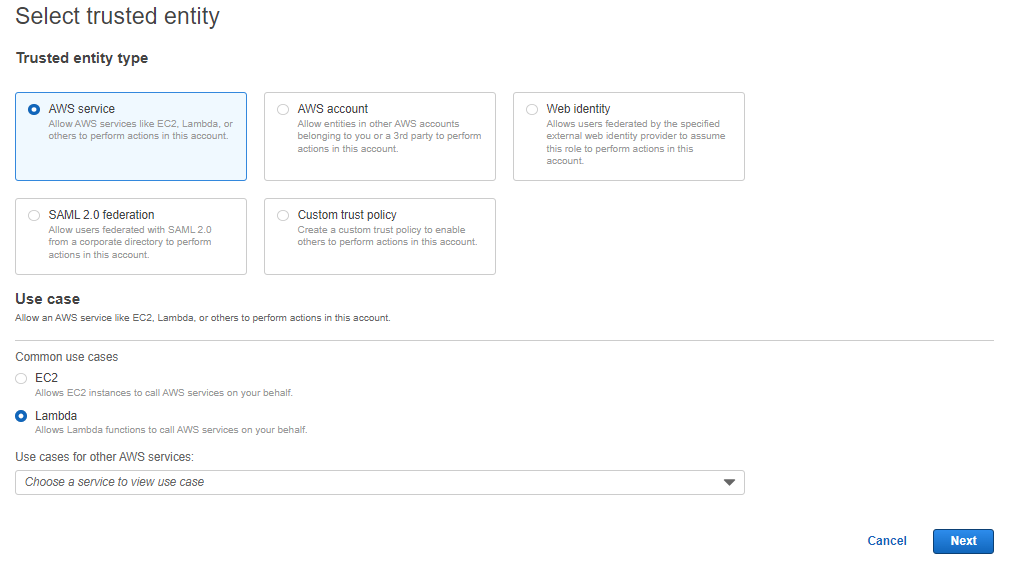 Select trusted entity
Trusted entity type
AWS service
Allow AWS services like EC2, Lambda, or
others to perform actions in this account.
AWS account
Allow entities in other AWS accounts
belonging to you or a 3rd party to perform
actions in this account.
Web identity
Allows users federated by the specified
external web identity provider to assume
this role to perform actions in this
account.
SAML 2.0 federation
Allow users federated with SAML 2.0
from a corporate directory to perform
actions in this account.
Custom trust policy
Create a custom trust policy to enable
others to perform actions in this account.
Use case
Allow an AWS service like EC2, Lambda, or others to perform actions in this account.
Common use cases
EC2
Allows EC2 instances to call AWS services on your behalf.
Lambda
Allows Lambda functions to call AWS services on your behalf.
Use cases for other AWS services:
Choose a service to view use case
Cancel
Next